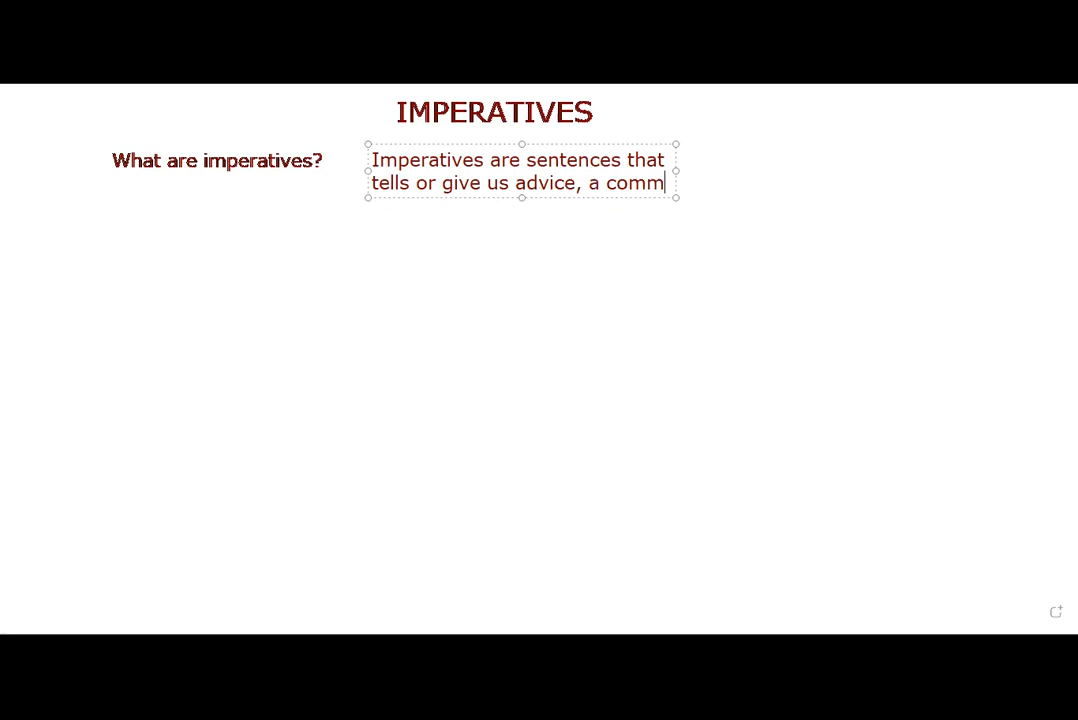 IMPERATIVES
What are imperatives?
Imperatives are sentences that
tells or give us advice, a comm